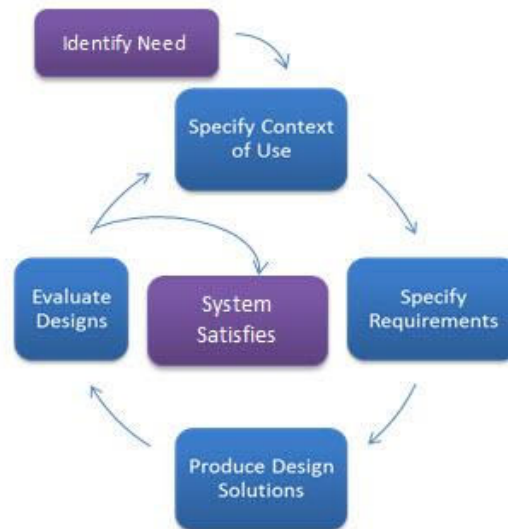 Identify Need
Specify Context
of Use
Evaluate
Designs
System
Satisfies
Specify
Requirements
Produce Design
Solutions